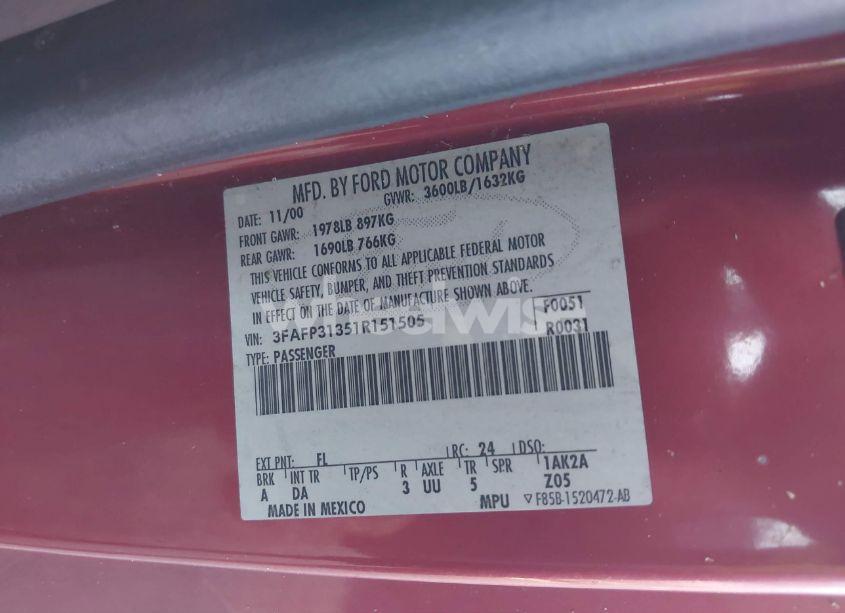 MFD. BY FORD MOTOR COMPANY
DATE: 11/00 GVWR: 3600LB/1632KG
FRONT GAWR: 1978LB 897KG
REAR GAWR: 1690LB 766KG
THIS VEHICLE CONFORMS TO ALL APPLICABLE FEDERAL MOTOR
VEHICLE SAFETY, BUMPER, AND THEFT PREVENTION STANDARDS
IN EFFECT ON THE DATE OF MANUFACTURE SHOWN ABOVE.
VIN: 3FAFP31351R151505 F0051
TYPE: PASSENGER R0031
EXT PNT: FL RC: 24 DSO:
BRK INT TR TP/PS R AXLE TR SPR 1AK2A
A DA 3 UU 5 Z05
MADE IN MEXICO MPU F85B-1520472-AB
wheelwis